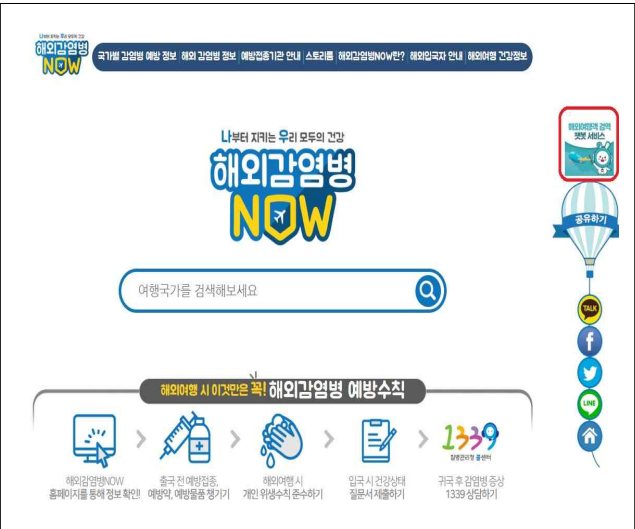 나부터 지키는 우리 모두의 건강
해외감염병
NOW
국가별 감염병 예방 정보 해외 감염병 정보 예방접종기관 안내 스토리룸 해외감염병NOW란? 해외입국자 안내 해외여행 건강정보
해외여행객 검역
챗봇 서비스
공유하기
TALK
LINE
나부터 지키는 우리 모두의 건강
해외감염병
NOW
여행국가를 검색해보세요
해외여행 시 이것만은 꼭! 해외감염병 예방수칙
해외감염병NOW
홈페이지를 통해 정보 확인!
출국 전 예방접종,
예방약, 예방물품 챙기기
해외여행 시
개인 위생수칙 준수하기
입국 시 건강상태
질문서 제출하기
1339
질병관리청 콜센터
귀국 후 감염병 증상
1339 상담하기